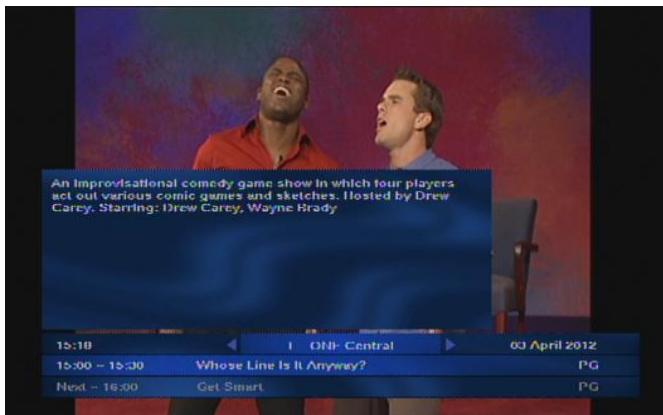 An improvisational comedy game show in which four players
act out various comic games and sketches. Hosted by Drew
Carey. Starring: Drew Carey, Wayne Brady
15:18 ONE Central 03 April 2012
15:00 – 15:30 Whose Line Is It Anyway? PG
Next – 16:00 Get Smart PG